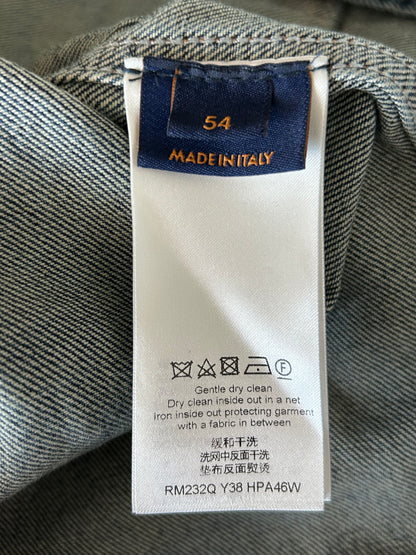 54
MADE IN ITALY
F
Gentle dry clean
Dry clean inside out in a net
iron inside out protecting garment
with a fabric in between
缓和干洗
洗网中反面干洗
垫布反面熨烫
RM232Q Y38 HPA46W